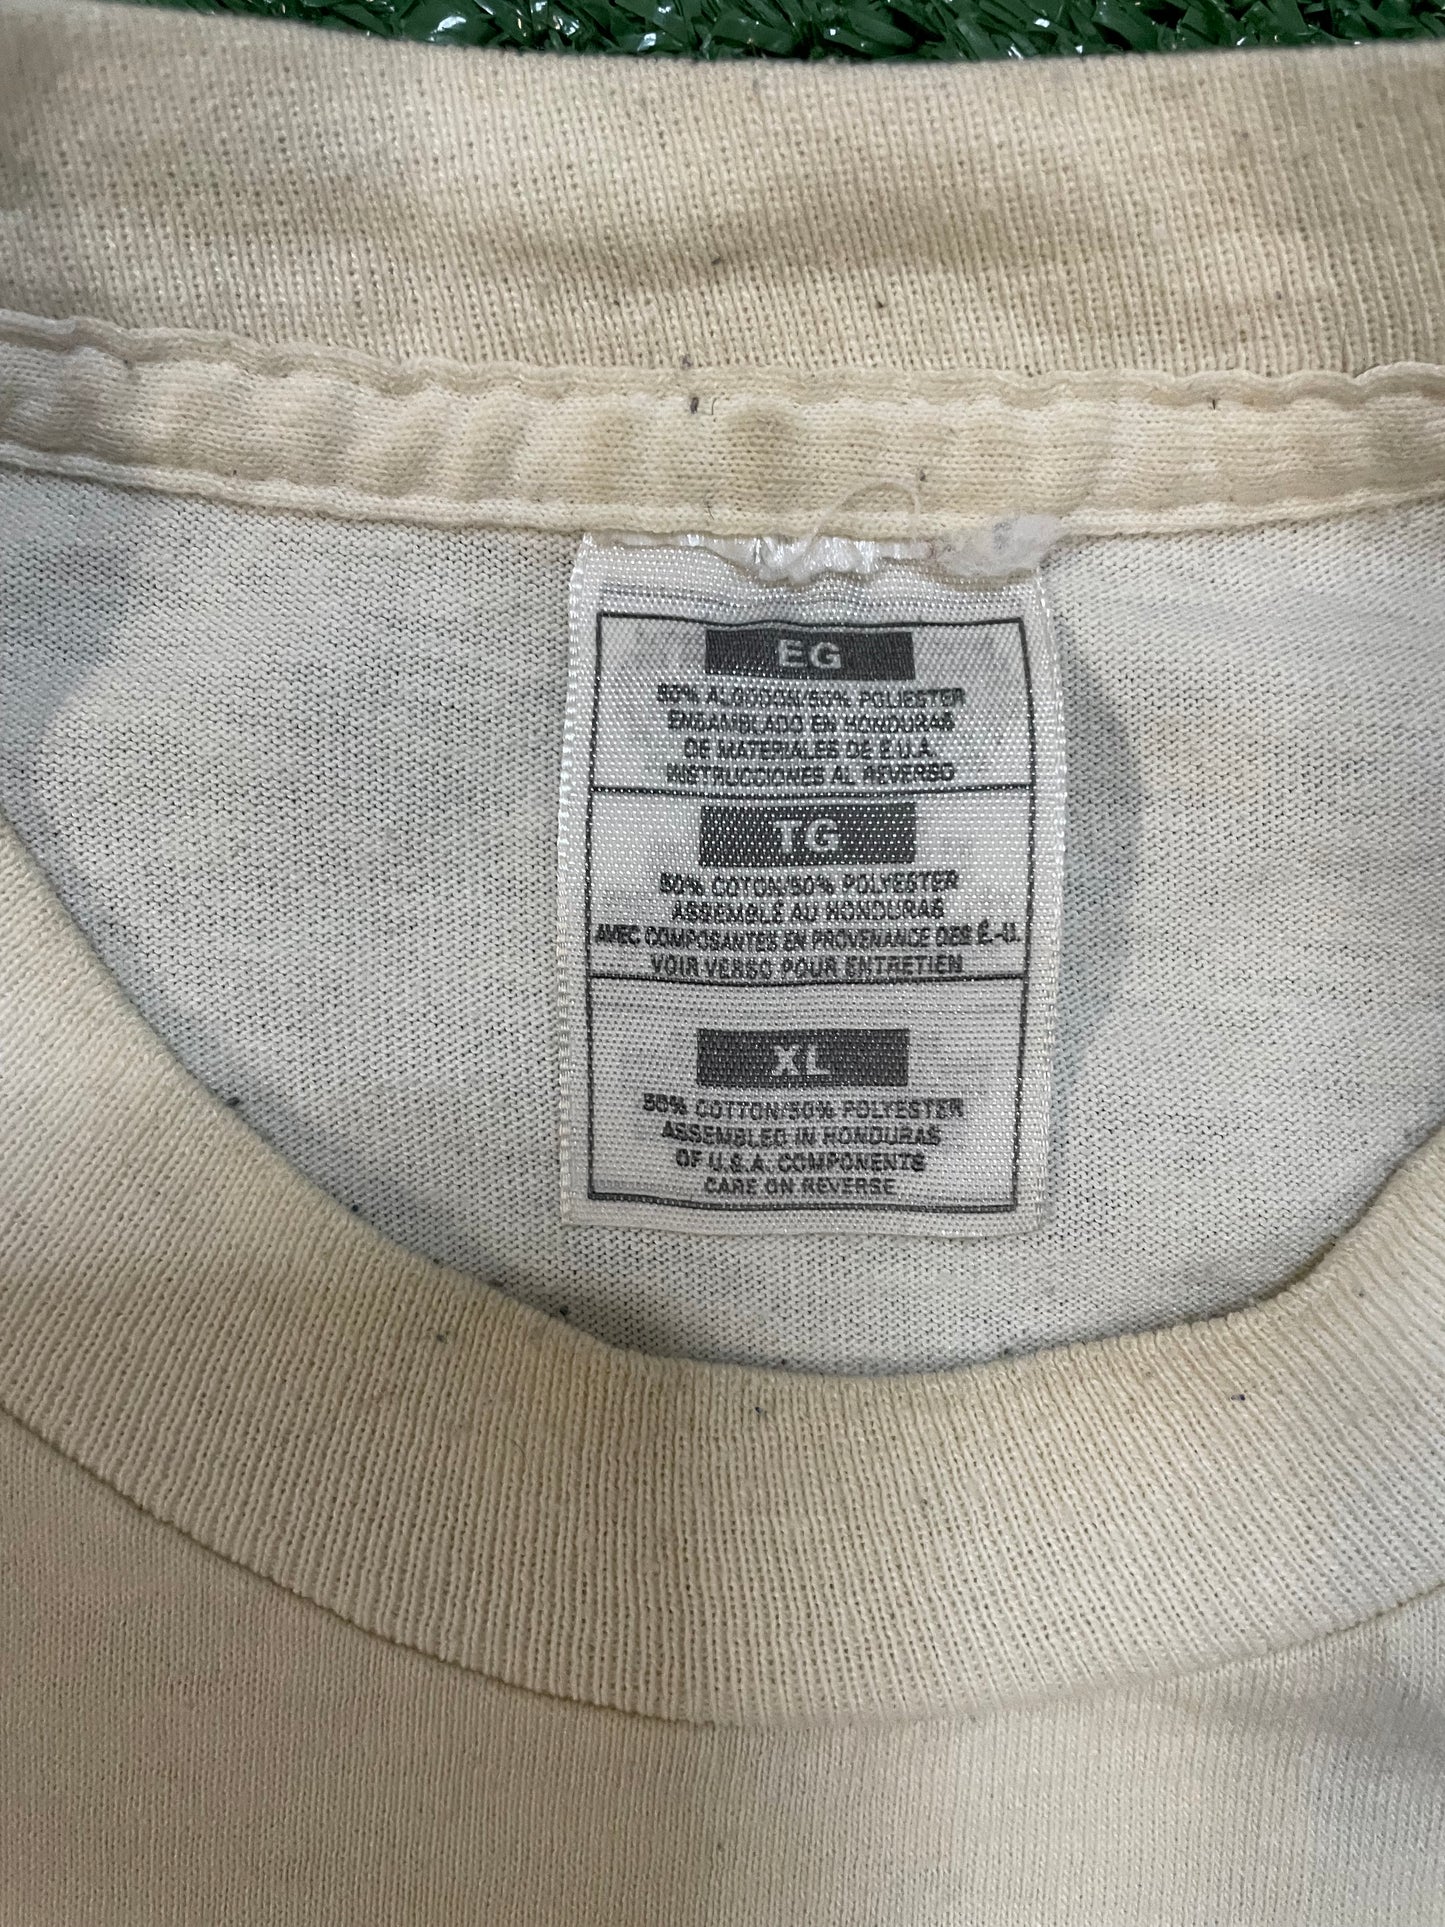 EG
50% ALGODON/50% POLIESTER
ENSAMBLADO EN HONDURAS
DE MATERIALES DE E.U.A.
INSTRUCCIONES AL REVERSO
TG
50% COTON/50% POLYESTER
ASSEMBLÉ AU HONDURAS
AVEC COMPOSANTES EN PROVENANCE DES É.-U.
VOIR VERSO POUR ENTRETIEN
XL
50% COTTON/50% POLYESTER
ASSEMBLED IN HONDURAS
OF U.S.A. COMPONENTS
CARE ON REVERSE